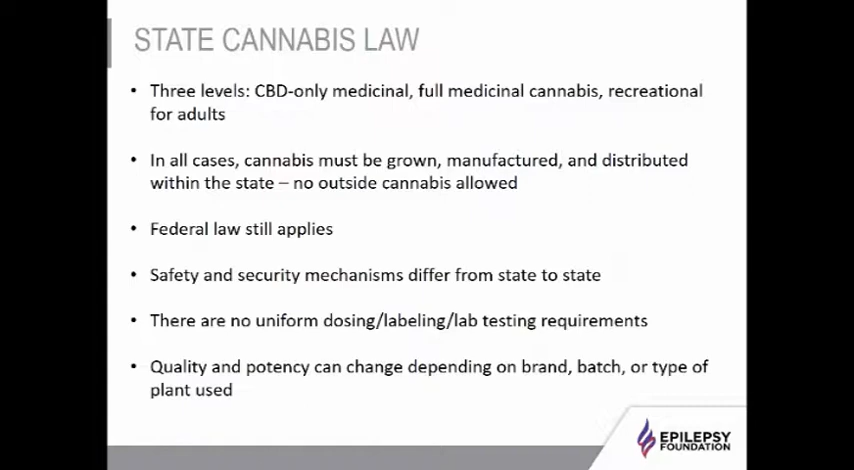 STATE CANNABIS LAW
• Three levels: CBD-only medicinal, full medicinal cannabis, recreational
for adults
• In all cases, cannabis must be grown, manufactured, and distributed
within the state – no outside cannabis allowed
• Federal law still applies
• Safety and security mechanisms differ from state to state
• There are no uniform dosing/labeling/lab testing requirements
• Quality and potency can change depending on brand, batch, or type of
plant used
EPILEPSY
FOUNDATION